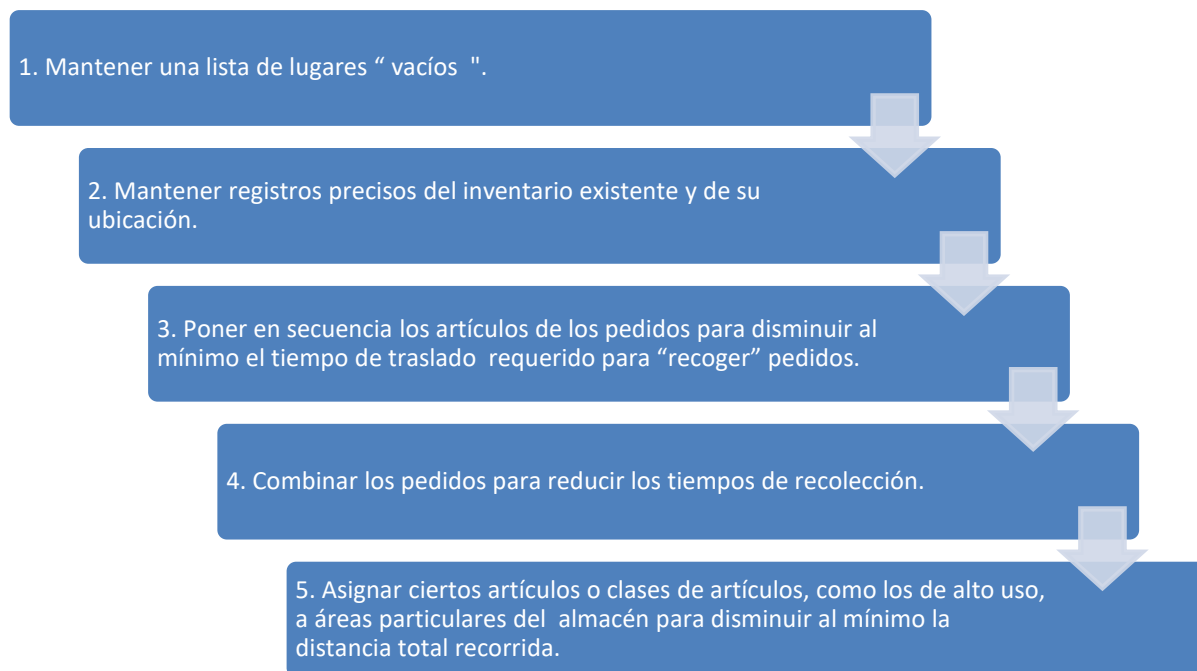 1. Mantener una lista de lugares “ vacíos ".
2. Mantener registros precisos del inventario existente y de su
ubicación.
3. Poner en secuencia los artículos de los pedidos para disminuir al
mínimo el tiempo de traslado requerido para “recoger” pedidos.
4. Combinar los pedidos para reducir los tiempos de recolección.
5. Asignar ciertos artículos o clases de artículos, como los de alto uso,
a áreas particulares del almacén para disminuir al mínimo la
distancia total recorrida.